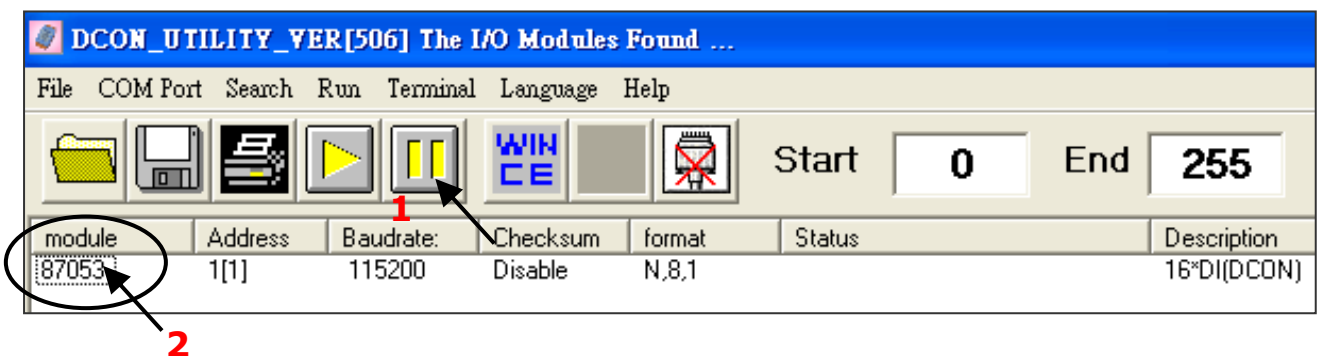 DCON_UTILITY_VER[506] The I/O Modules Found ...
File COM Port Search Run Terminal Language Help
WIN CE Start 0 End 255
1
module Address Baudrate: Checksum format Status Description
87053 1[1] 115200 Disable N,8,1 16*DI(DCON)
2